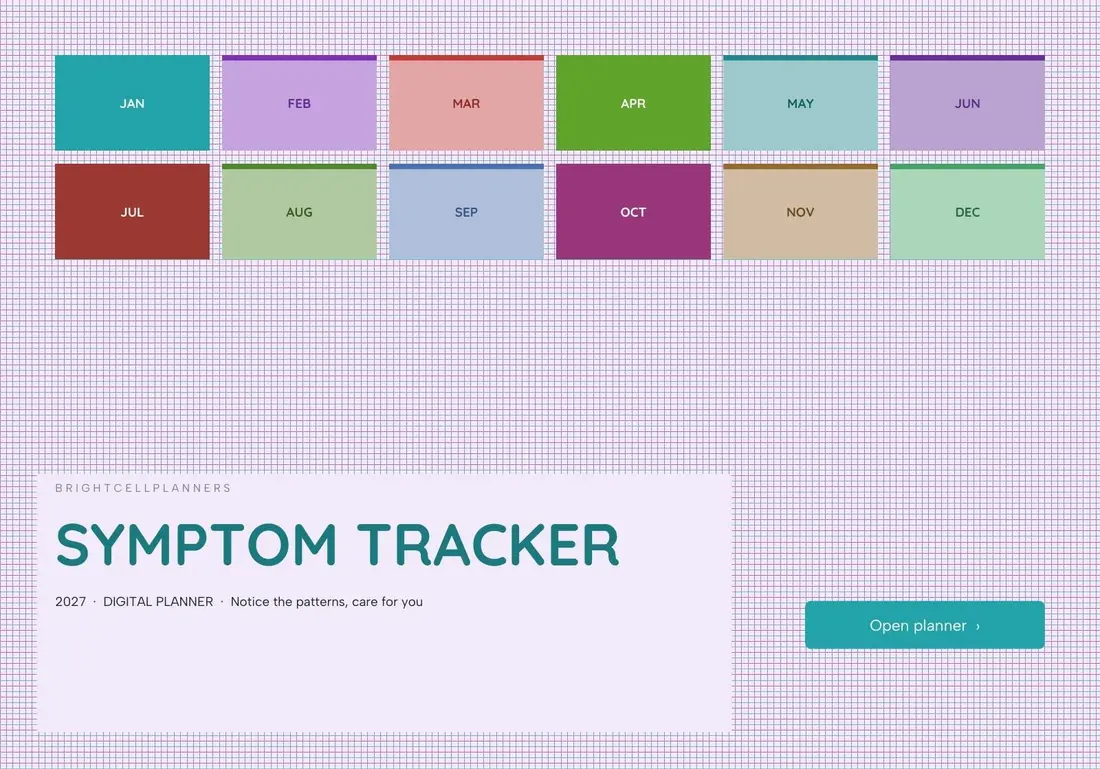 JAN FEB MAR APR MAY JUN
JUL AUG SEP OCT NOV DEC
BRIGHTCELLPLANNERS
SYMPTOM TRACKER
2027 · DIGITAL PLANNER · Notice the patterns, care for you
Open planner ›